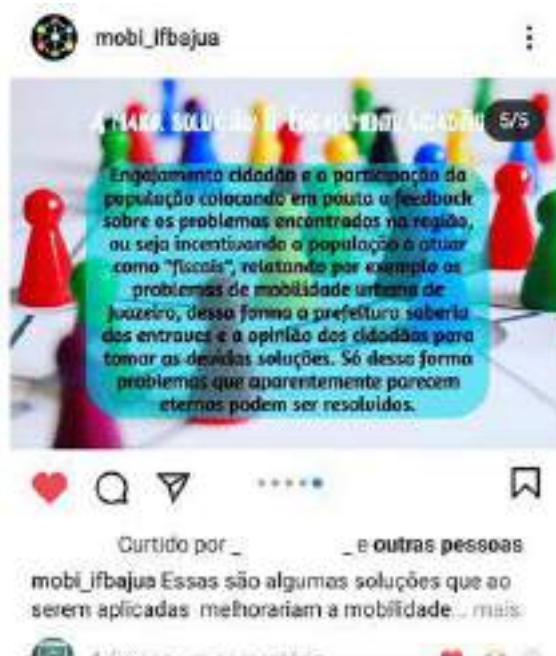 mobi_ifbajua
A MAIOR SOLUÇÃO O ENGAJAMENTO CIDADÃO
5/5
Engajamento cidadão e a participação da
população colocando em pauta o feedback
sobre os problemas encontrados na região,
ou seja incentivando a população a atuar
como "fiscais", relatando por exemplo os
problemas de mobilidade urbana de
Juazeiro, dessa forma a prefeitura saberia
dos entraves e a opinião dos cidadãos para
tomar as devidas soluções. Só dessa forma
problemas que aparentemente parecem
eternos podem ser resolvidos.
Curtido por _ _ e outras pessoas
mobi_ifbajua Essas são algumas soluções que ao
serem aplicadas melhorariam a mobilidade... mais